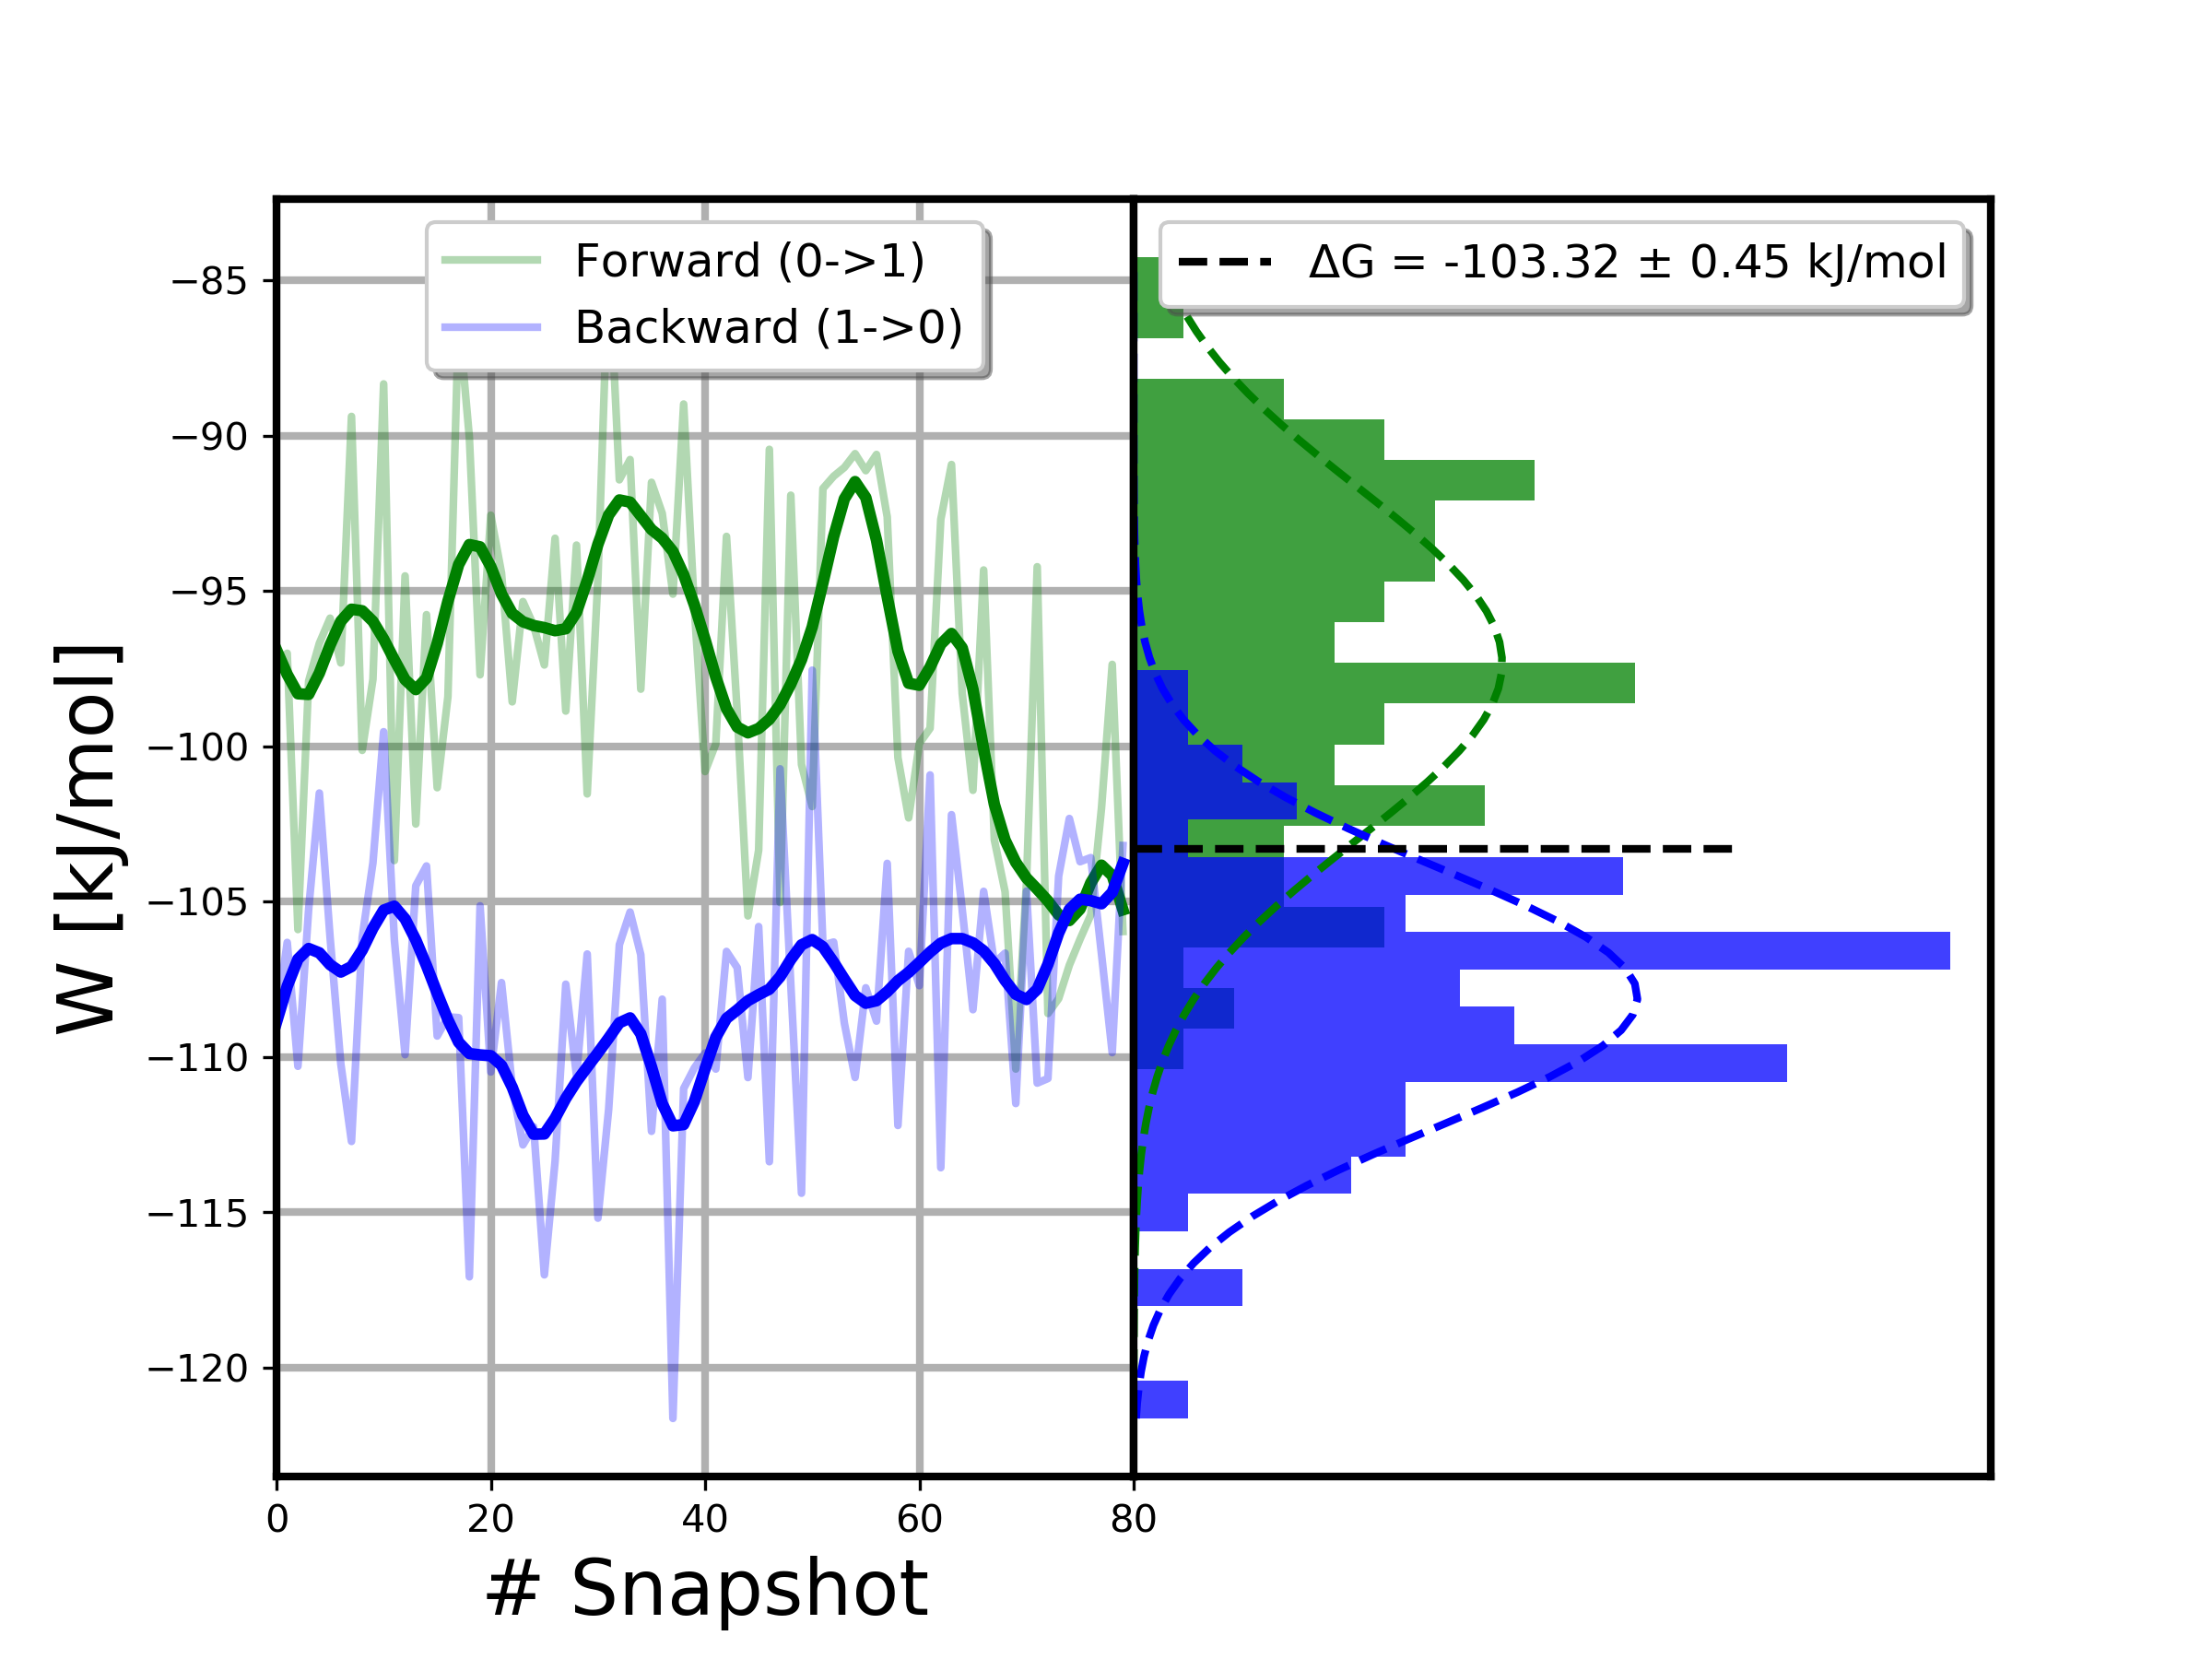 Forward (0->1)
Backward (1->0)
ΔG = -103.32 ± 0.45 kJ/mol
W [kJ/mol]
−85
−90
−95
−100
−105
−110
−115
−120
0 20 40 60 80
# Snapshot